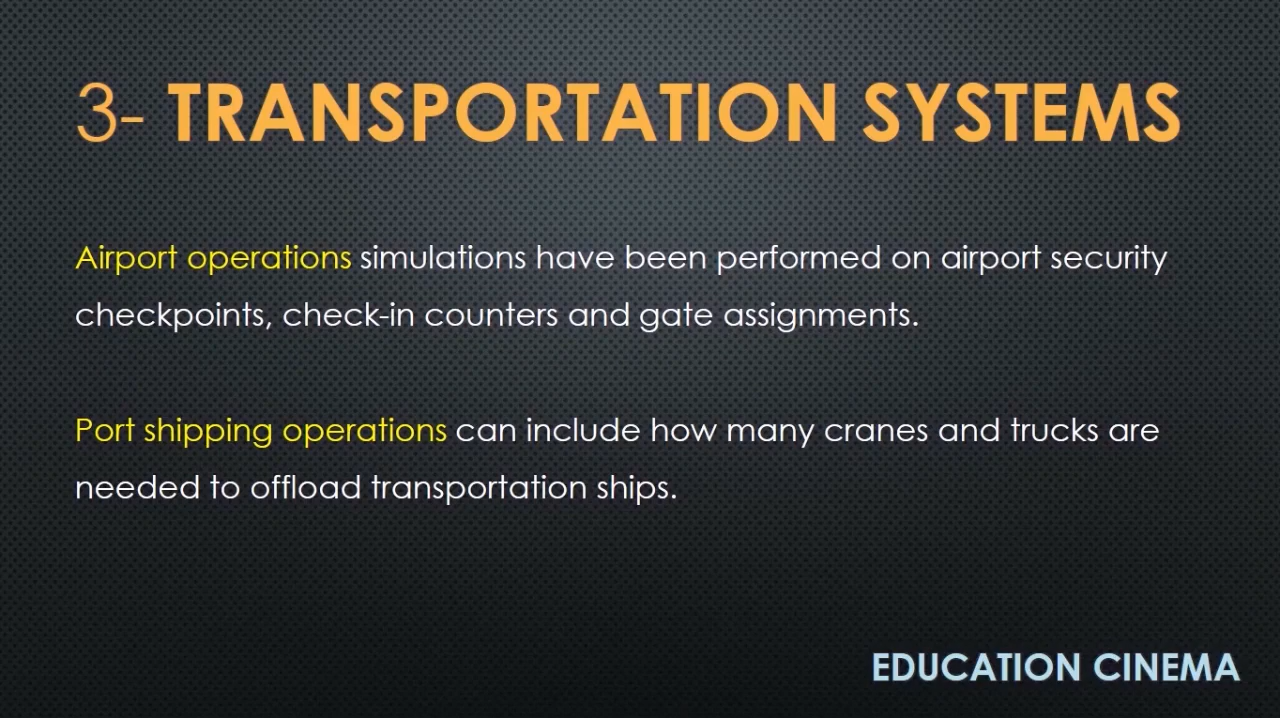 3- TRANSPORTATION SYSTEMS
Airport operations simulations have been performed on airport security
checkpoints, check-in counters and gate assignments.
Port shipping operations can include how many cranes and trucks are
needed to offload transportation ships.
EDUCATION CINEMA